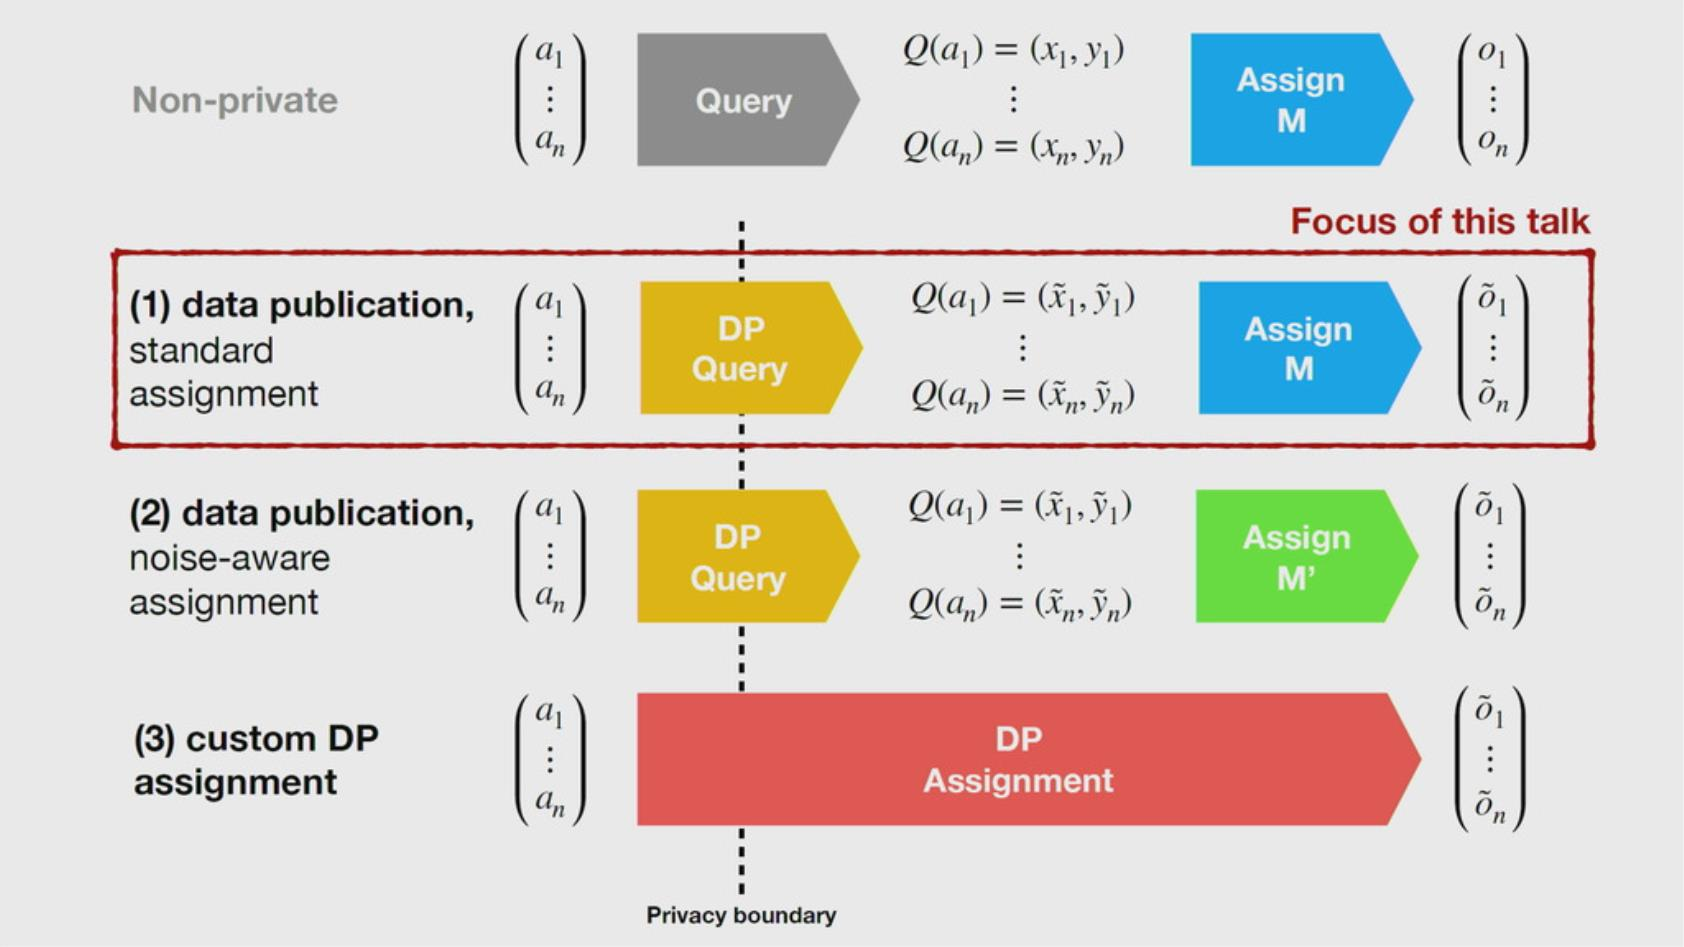 Non-private
a₁
⋮
aₙ
Query
Q(a₁) = (x₁, y₁)
⋮
Q(aₙ) = (xₙ, yₙ)
Assign
M
o₁
⋮
oₙ
Focus of this talk
(1) data publication,
standard
assignment
a₁
⋮
aₙ
DP
Query
Q(a₁) = (x̃₁, ỹ₁)
⋮
Q(aₙ) = (x̃ₙ, ỹₙ)
Assign
M
õ₁
⋮
õₙ
(2) data publication,
noise-aware
assignment
a₁
⋮
aₙ
DP
Query
Q(a₁) = (x̃₁, ỹ₁)
⋮
Q(aₙ) = (x̃ₙ, ỹₙ)
Assign
M’
õ₁
⋮
õₙ
(3) custom DP
assignment
a₁
⋮
aₙ
DP
Assignment
õ₁
⋮
õₙ
Privacy boundary